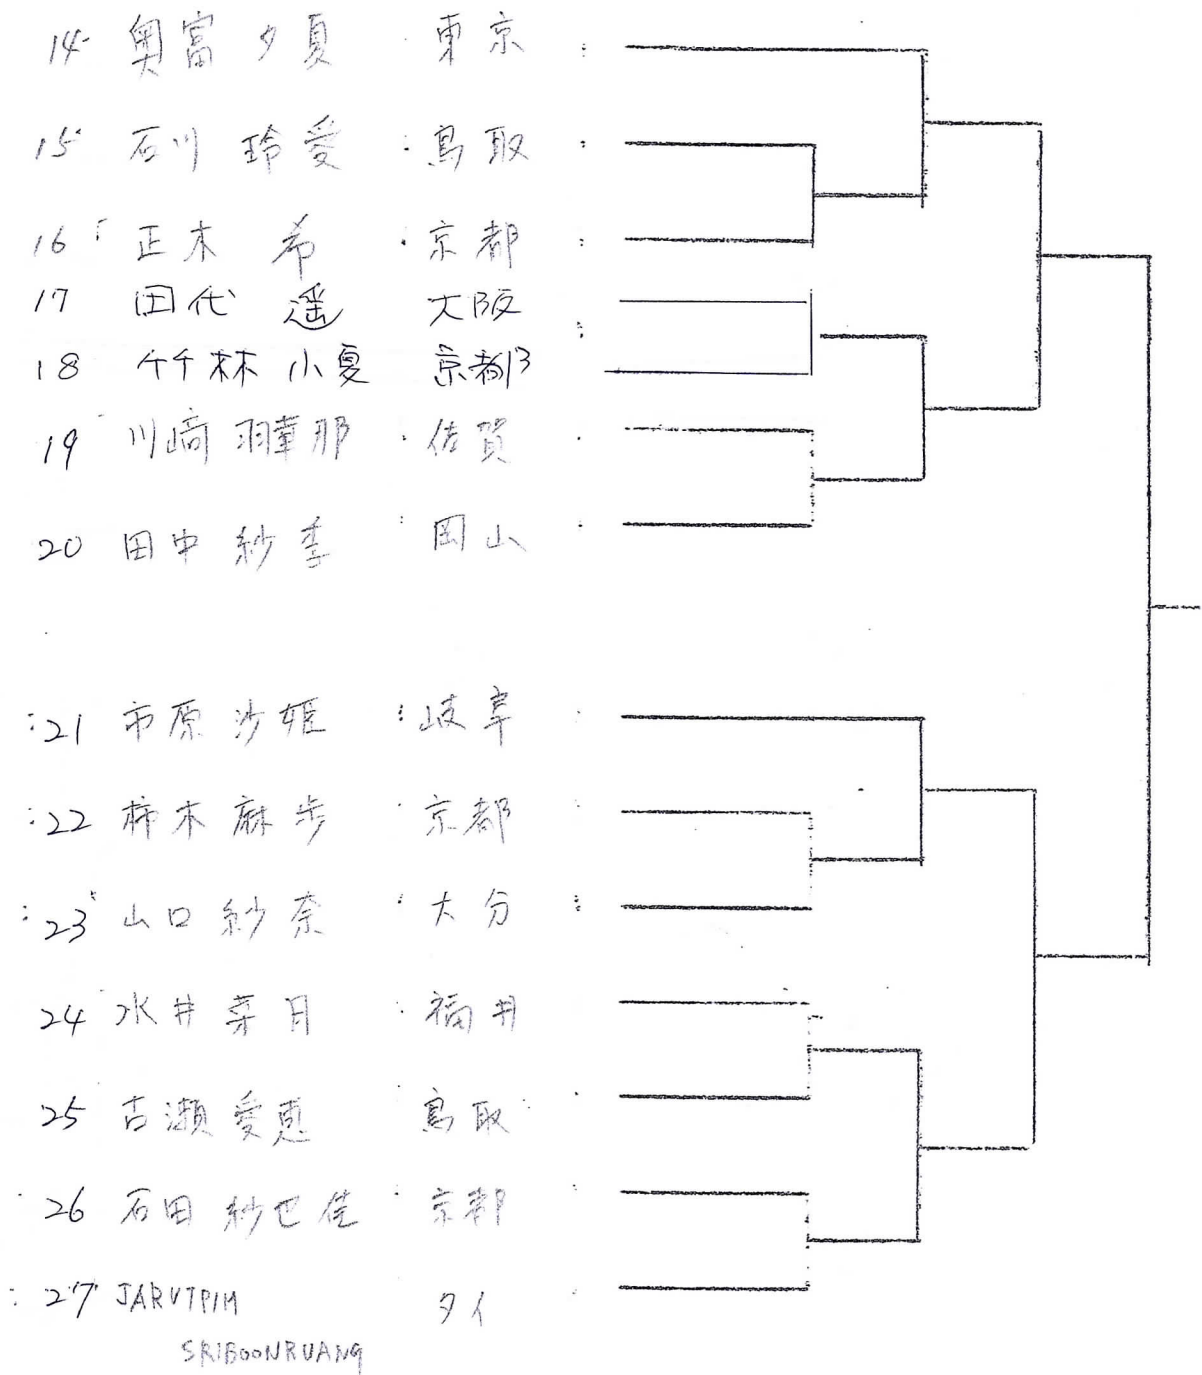 14 奥富 夕夏 東京
15 石川 玲愛 鳥取
16 正木 希 京都
17 田代 遥 大阪
18 竹林 小夏 京都
19 川﨑 羽華那 佐賀
20 田中 紗季 岡山
21 市原 沙姫 岐阜
22 柿木 麻歩 京都
23 山口 紗奈 大分
24 水井 菜月 福井
25 古瀬 愛恵 鳥取
26 石田 紗也佳 京都
27 JARUTPIM タイ
SRIBOONRUANG